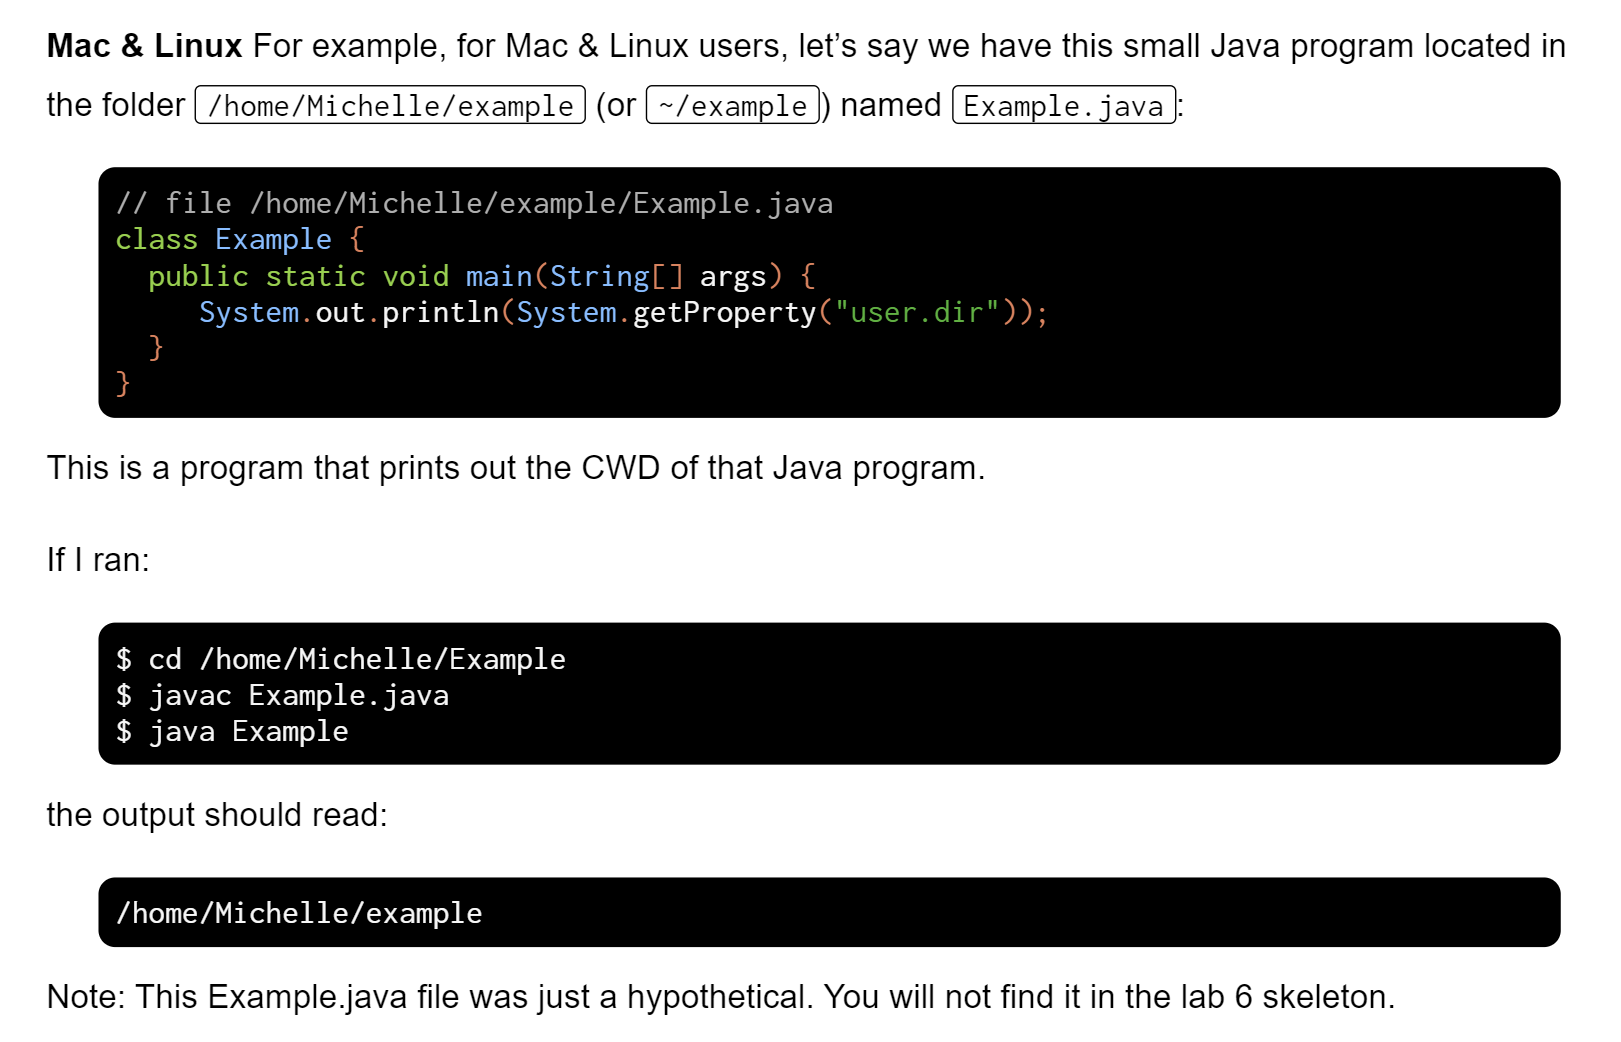 Mac & Linux For example, for Mac & Linux users, let’s say we have this small Java program located in
the folder /home/Michelle/example (or ~/example) named Example.java:
// file /home/Michelle/example/Example.java
class Example {
  public static void main(String[] args) {
     System.out.println(System.getProperty("user.dir"));
  }
}
This is a program that prints out the CWD of that Java program.
If I ran:
$ cd /home/Michelle/Example
$ javac Example.java
$ java Example
the output should read:
/home/Michelle/example
Note: This Example.java file was just a hypothetical. You will not find it in the lab 6 skeleton.